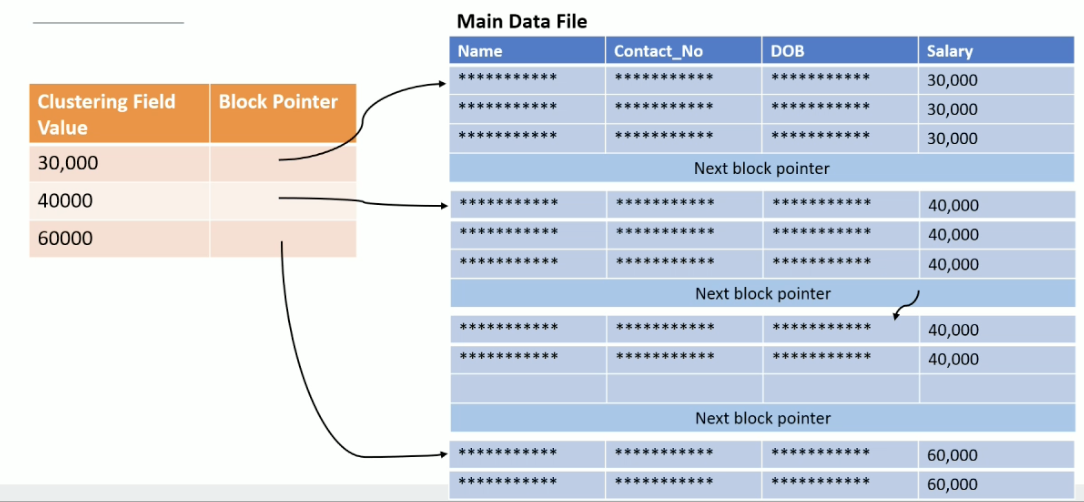 Main Data File
Clustering Field Value Block Pointer
30,000
40000
60000
Name Contact_No DOB Salary
*********** *********** *********** 30,000
*********** *********** *********** 30,000
*********** *********** *********** 30,000
Next block pointer
*********** *********** *********** 40,000
*********** *********** *********** 40,000
*********** *********** *********** 40,000
Next block pointer
*********** *********** *********** 40,000
*********** *********** *********** 40,000
Next block pointer
*********** *********** *********** 60,000
*********** *********** *********** 60,000